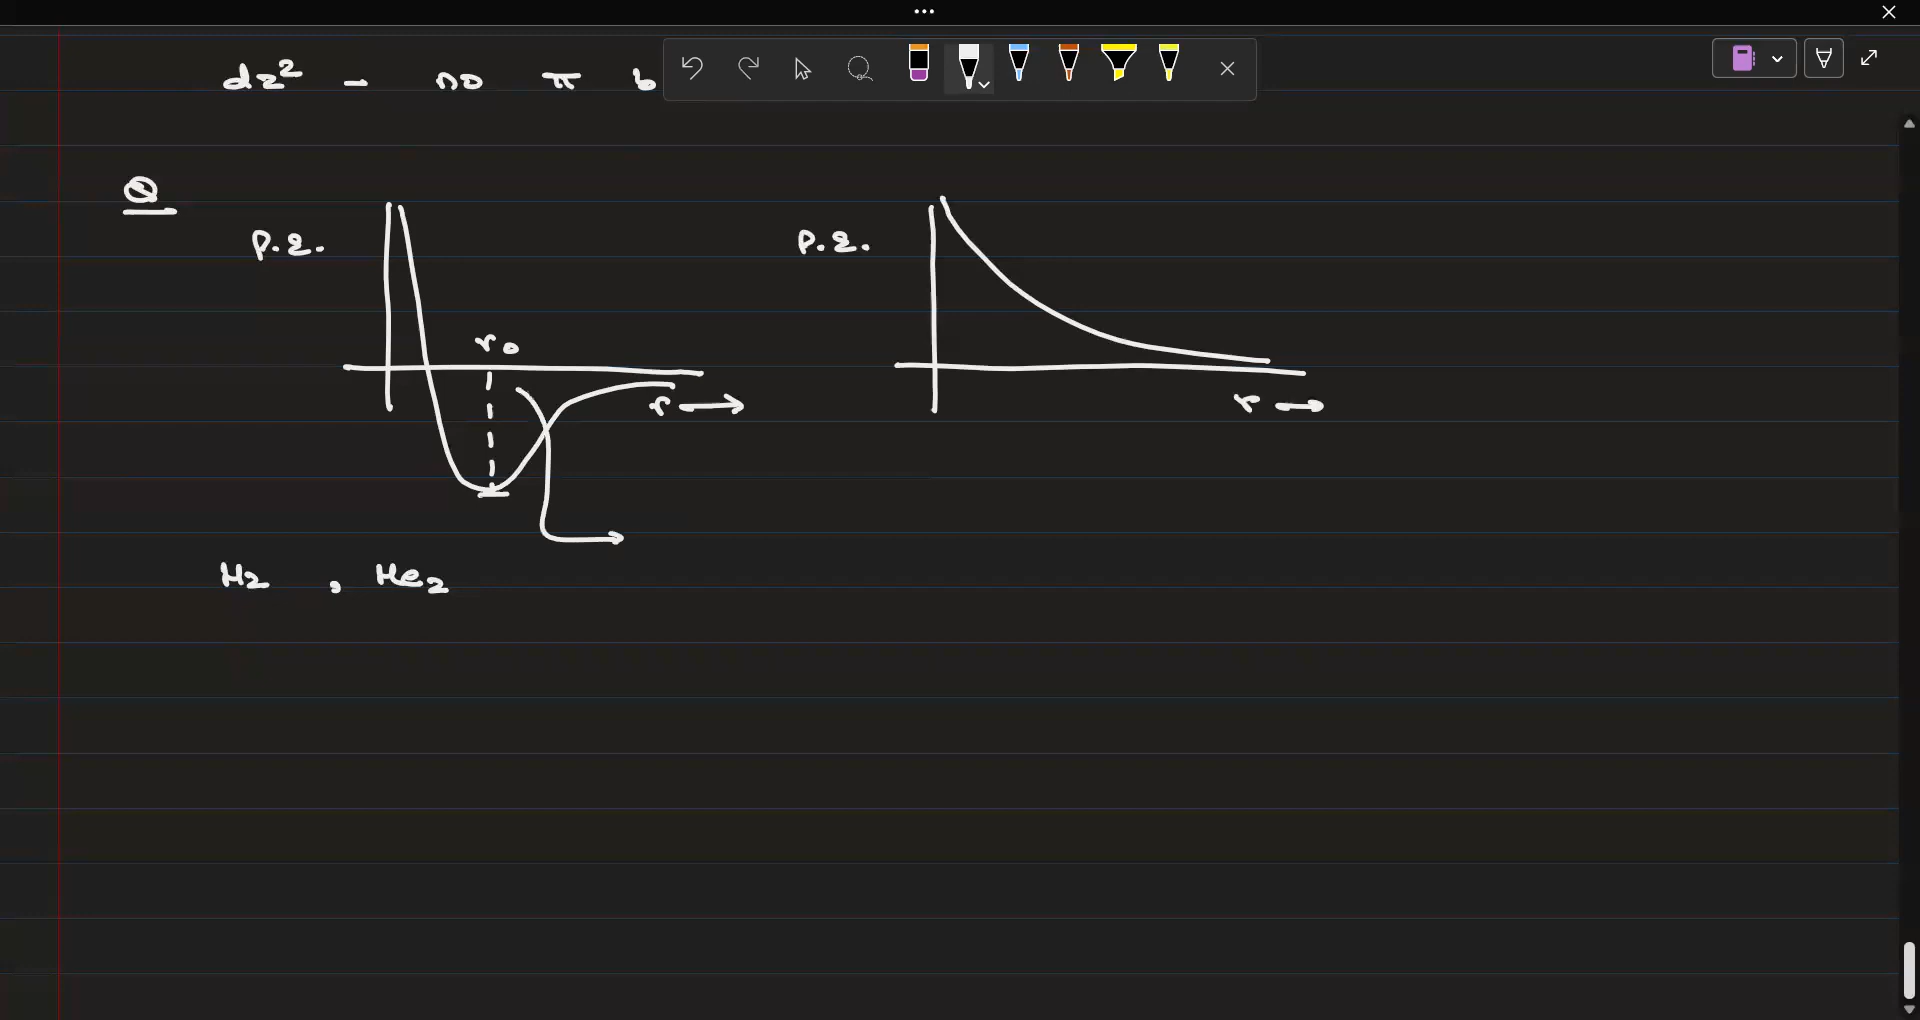 dz² - no π b
Q
P.E. P.E.
r₀
r → r →
H₂ , He₂